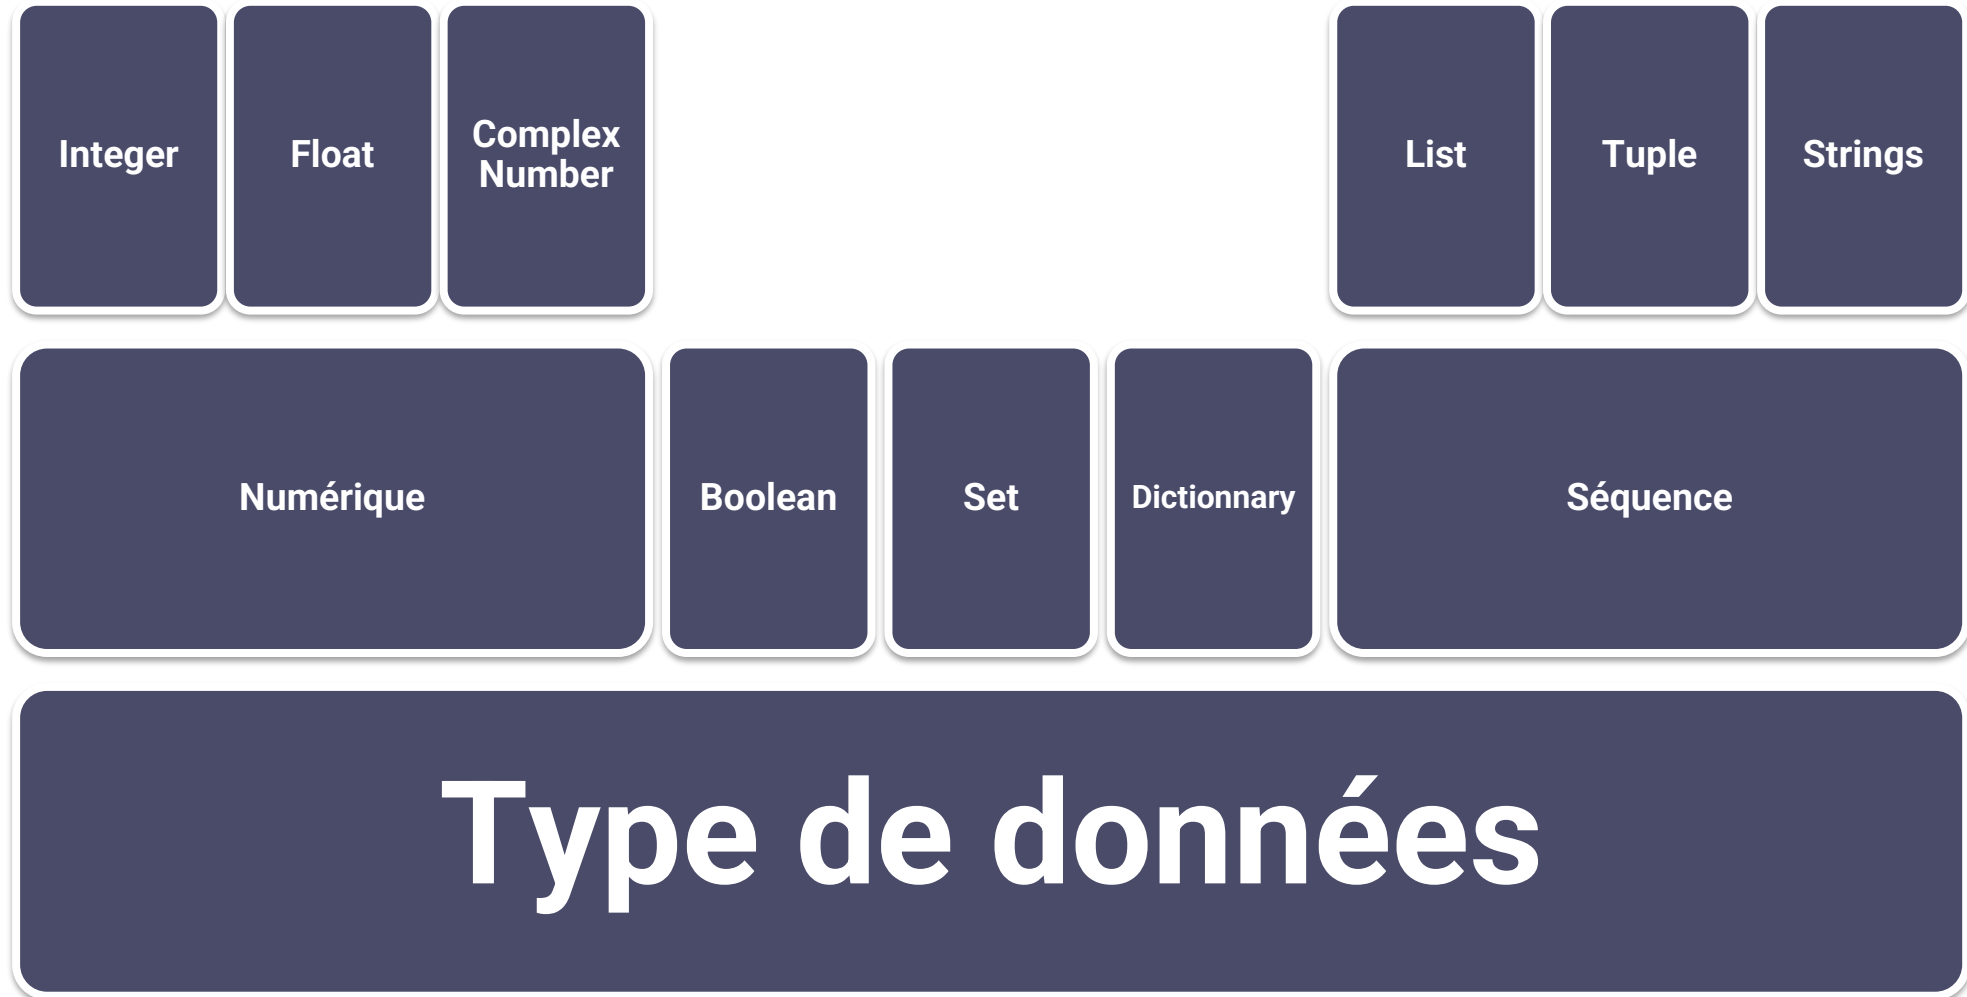 Integer
Float
Complex
Number
List
Tuple
Strings
Numérique
Boolean
Set
Dictionnary
Séquence
Type de données